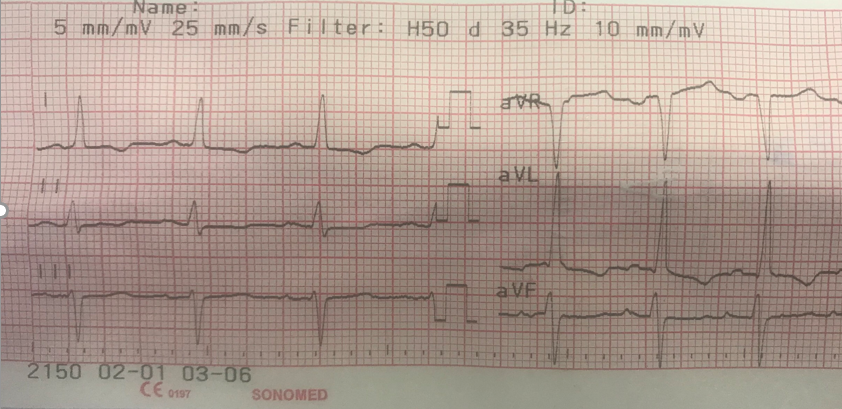 Name:
ID:
5 mm/mV 25 mm/s Filter: H50 d 35 Hz 10 mm/mV
I
aVR
II
aVL
III
aVF
2150 02-01 03-06
CE 0197
SONOMED